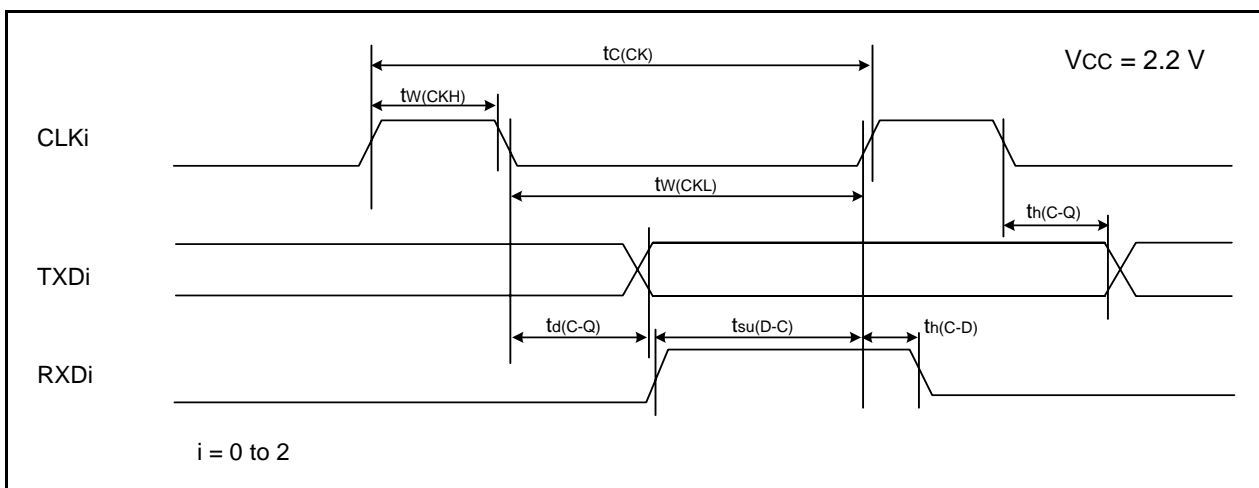 tC(CK)
VCC = 2.2 V
tW(CKH)
CLKi
tW(CKL)
th(C-Q)
TXDi
td(C-Q)
tsu(D-C)
th(C-D)
RXDi
i = 0 to 2